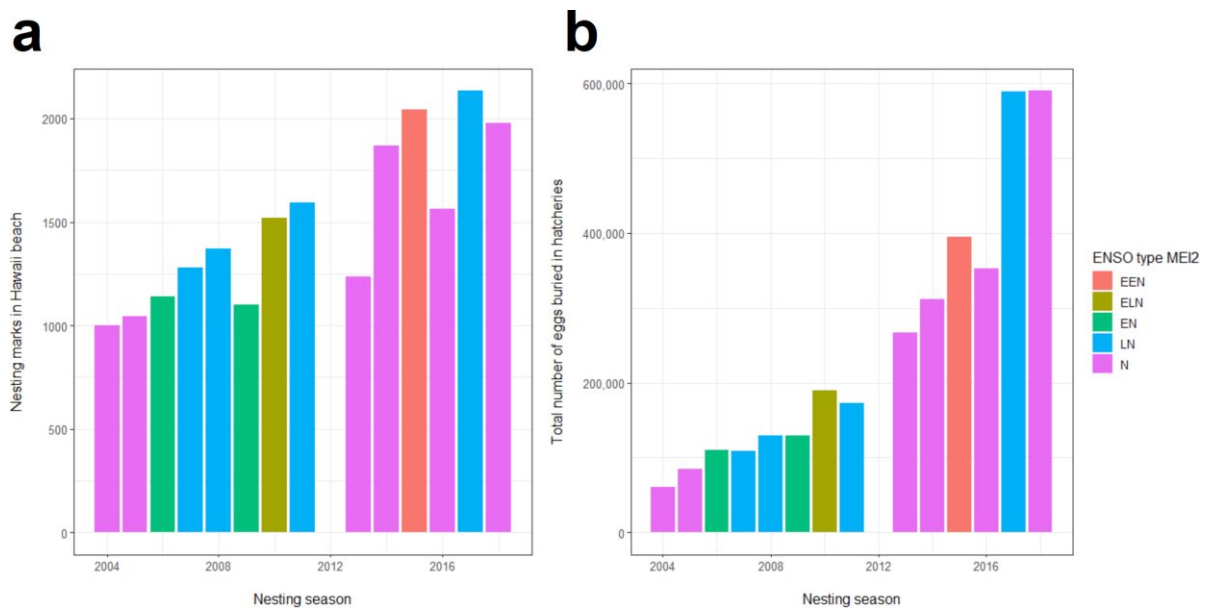 a
Nesting marks in Hawaii beach
2000
1500
1000
500
0
2004
2008
2012
2016
Nesting season
b
Total number of eggs buried in hatcheries
600,000
400,000
200,000
0
2004
2008
2012
2016
Nesting season
ENSO type MEI2
EEN
ELN
EN
LN
N